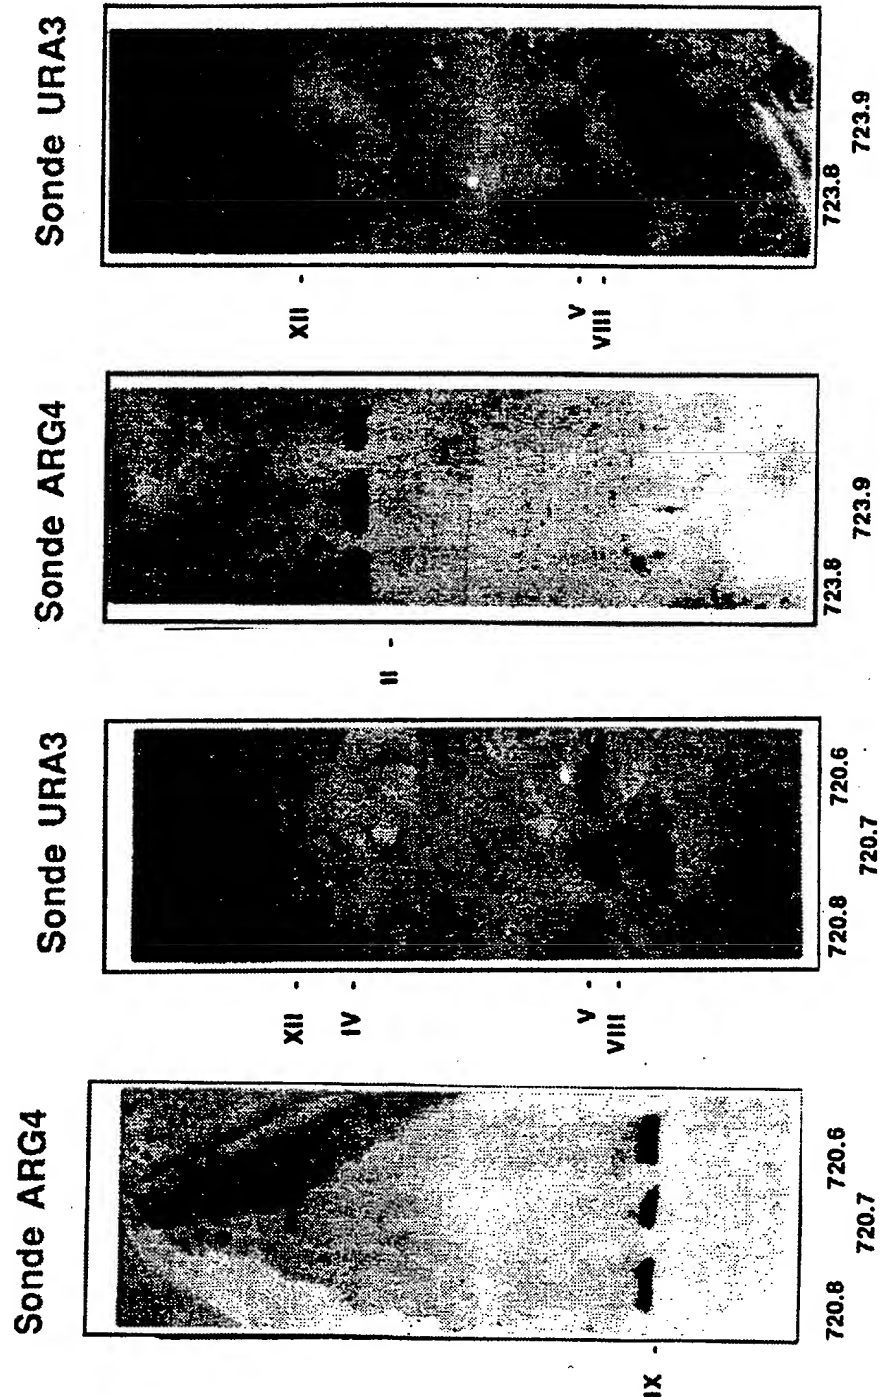 Sonde ARG4
IX
720.8
720.7
720.6
Sonde URA3
XII
IV
V
VIII
720.8
720.7
720.6
Sonde ARG4
II
723.8
723.9
Sonde URA3
XII
V
VIII
723.8
723.9